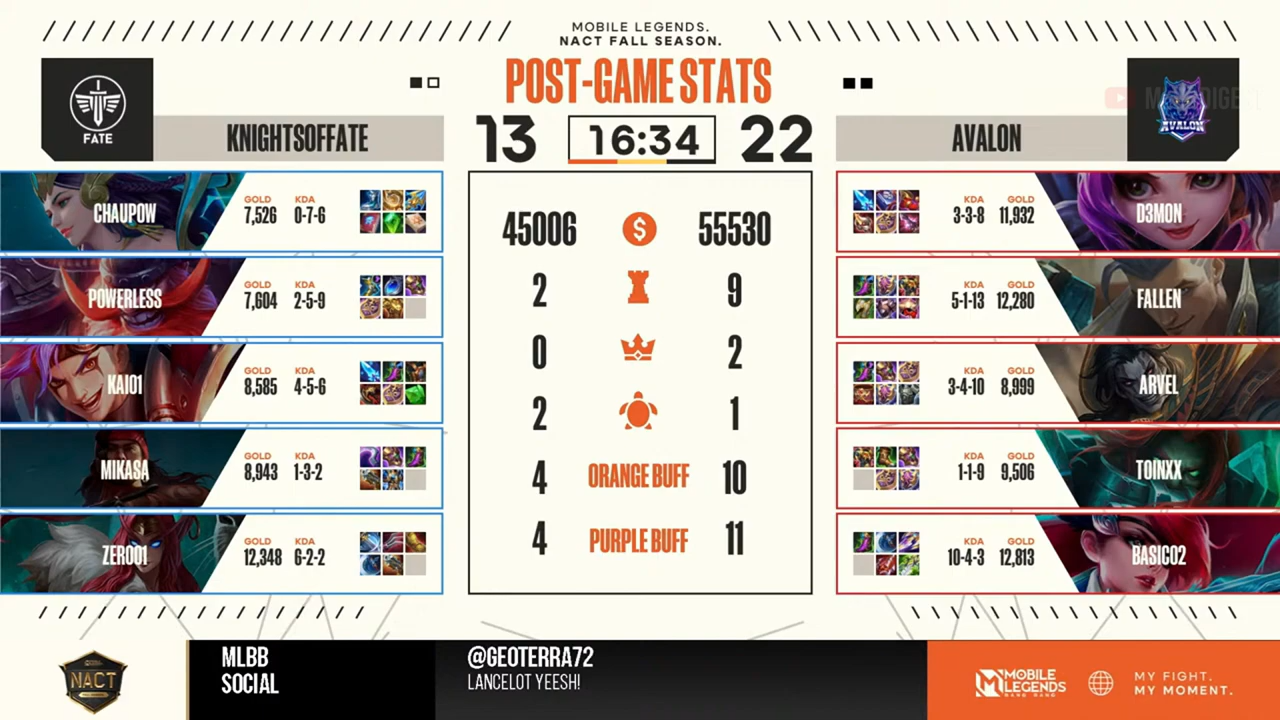 MOBILE LEGENDS.
NACT FALL SEASON.
POST-GAME STATS
FATE
KNIGHTSOFFATE
13
16:34
22
AVALON
AVALON
CHAUPOW
GOLD KDA
7,526 0-7-6
POWERLESS
GOLD KDA
7,604 2-5-9
KAI01
GOLD KDA
8,585 4-5-6
MIKASA
GOLD KDA
8,943 1-3-2
ZEROO1
GOLD KDA
12,348 6-2-2
45006 $ 55530
2 9
0 2
2 1
4 ORANGE BUFF 10
4 PURPLE BUFF 11
KDA GOLD
3-3-8 11,932
D3MON
KDA GOLD
5-1-13 12,280
FALLEN
KDA GOLD
3-4-10 8,999
ARVEL
KDA GOLD
1-1-9 9,506
TOINXX
KDA GOLD
10-4-3 12,813
BASICO2
NACT
MLBB
SOCIAL
@GEOTERRA72
LANCELOT YEESH!
MOBILE
LEGENDS
BANG BANG
MY FIGHT.
MY MOMENT.